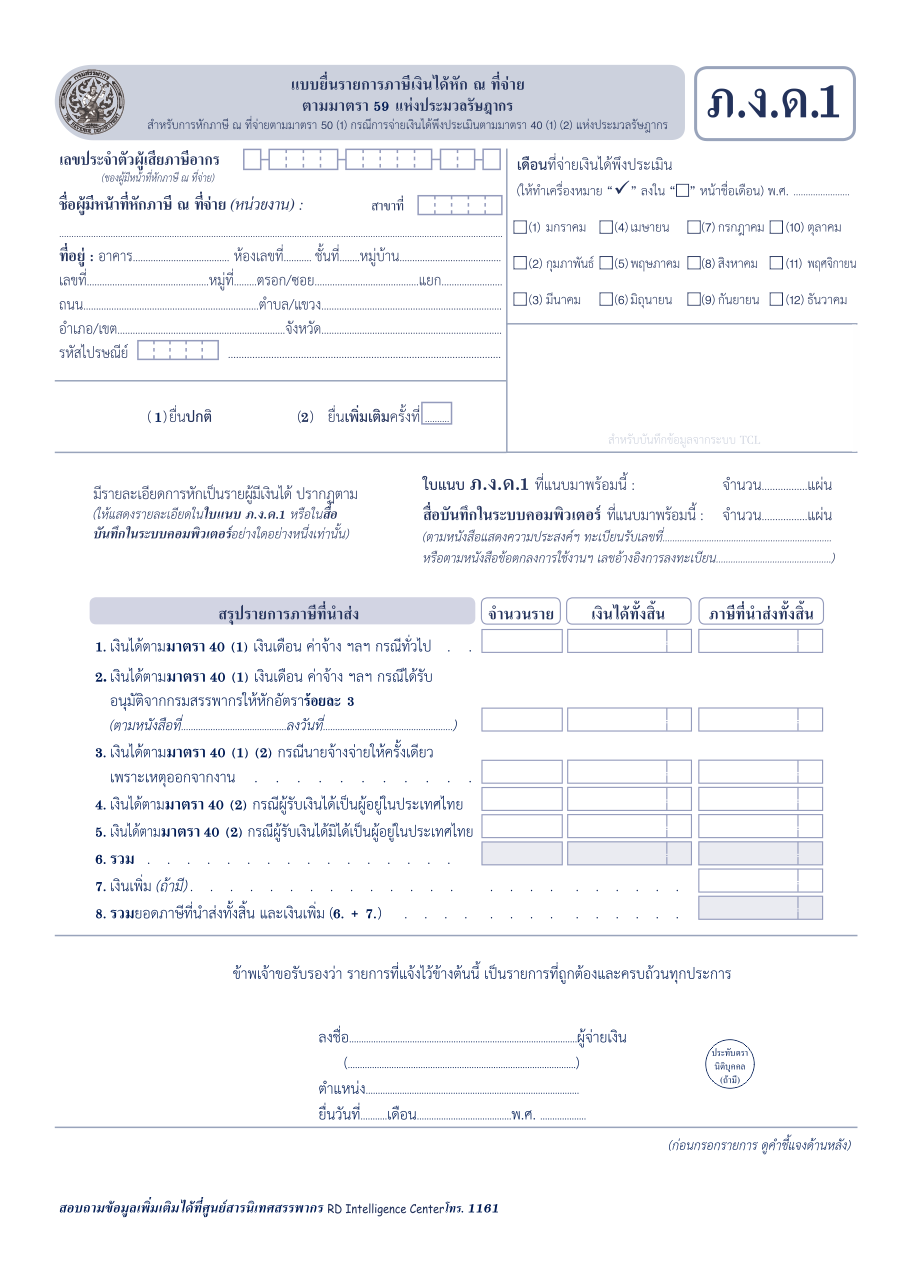 แบบยื่นรายการภาษีเงินได้หัก ณ ที่จ่าย
ตามมาตรา 59 แห่งประมวลรัษฎากร
สำหรับการหักภาษี ณ ที่จ่ายตามมาตรา 50 (1) กรณีการจ่ายเงินได้พึงประเมินตามมาตรา 40 (1) (2) แห่งประมวลรัษฎากร
ภ.ง.ด.1
เลขประจำตัวผู้เสียภาษีอากร
(ของผู้มีหน้าที่หักภาษี ณ ที่จ่าย)
ชื่อผู้มีหน้าที่หักภาษี ณ ที่จ่าย (หน่วยงาน) : สาขาที่
ที่อยู่ : อาคาร ห้องเลขที่ ชั้นที่ หมู่บ้าน
เลขที่ หมู่ที่ ตรอก/ซอย แยก
ถนน ตำบล/แขวง
อำเภอ/เขต จังหวัด
รหัสไปรษณีย์
(1) ยื่นปกติ (2) ยื่นเพิ่มเติมครั้งที่
เดือนที่จ่ายเงินได้พึงประเมิน
(ให้ทำเครื่องหมาย “✓” ลงใน “☐” หน้าชื่อเดือน) พ.ศ.
(1) มกราคม (4) เมษายน (7) กรกฎาคม (10) ตุลาคม
(2) กุมภาพันธ์ (5) พฤษภาคม (8) สิงหาคม (11) พฤศจิกายน
(3) มีนาคม (6) มิถุนายน (9) กันยายน (12) ธันวาคม
สำหรับบันทึกข้อมูลจากระบบ TCL
มีรายละเอียดการหักเป็นรายผู้มีเงินได้ ปรากฏตาม
(ให้แสดงรายละเอียดในใบแนบ ภ.ง.ด.1 หรือในสื่อ
บันทึกในระบบคอมพิวเตอร์อย่างใดอย่างหนึ่งเท่านั้น)
ใบแนบ ภ.ง.ด.1 ที่แนบมาพร้อมนี้ : จำนวน แผ่น
สื่อบันทึกในระบบคอมพิวเตอร์ ที่แนบมาพร้อมนี้ : จำนวน แผ่น
(ตามหนังสือแสดงความประสงค์ฯ ทะเบียนรับเลขที่
หรือตามหนังสือข้อตกลงการใช้งานฯ เลขอ้างอิงการลงทะเบียน )
สรุปรายการภาษีที่นำส่ง จำนวนราย เงินได้ทั้งสิ้น ภาษีที่นำส่งทั้งสิ้น
1. เงินได้ตามมาตรา 40 (1) เงินเดือน ค่าจ้าง ฯลฯ กรณีทั่วไป
2. เงินได้ตามมาตรา 40 (1) เงินเดือน ค่าจ้าง ฯลฯ กรณีได้รับ
อนุมัติจากกรมสรรพากรให้หักอัตราร้อยละ 3
(ตามหนังสือที่ ลงวันที่ )
3. เงินได้ตามมาตรา 40 (1) (2) กรณีนายจ้างจ่ายให้ครั้งเดียว
เพราะเหตุออกจากงาน
4. เงินได้ตามมาตรา 40 (2) กรณีผู้รับเงินได้เป็นผู้อยู่ในประเทศไทย
5. เงินได้ตามมาตรา 40 (2) กรณีผู้รับเงินได้มิได้เป็นผู้อยู่ในประเทศไทย
6. รวม
7. เงินเพิ่ม (ถ้ามี)
8. รวมยอดภาษีที่นำส่งทั้งสิ้น และเงินเพิ่ม (6. + 7.)
ข้าพเจ้าขอรับรองว่า รายการที่แจ้งไว้ข้างต้นนี้ เป็นรายการที่ถูกต้องและครบถ้วนทุกประการ
ลงชื่อ ผู้จ่ายเงิน
( )
ตำแหน่ง
ยื่นวันที่ เดือน พ.ศ.
ประทับตรา
นิติบุคคล
(ถ้ามี)
(ก่อนกรอกรายการ ดูคำชี้แจงด้านหลัง)
สอบถามข้อมูลเพิ่มเติมได้ที่ศูนย์สารนิเทศสรรพากร RD Intelligence Center โทร. 1161